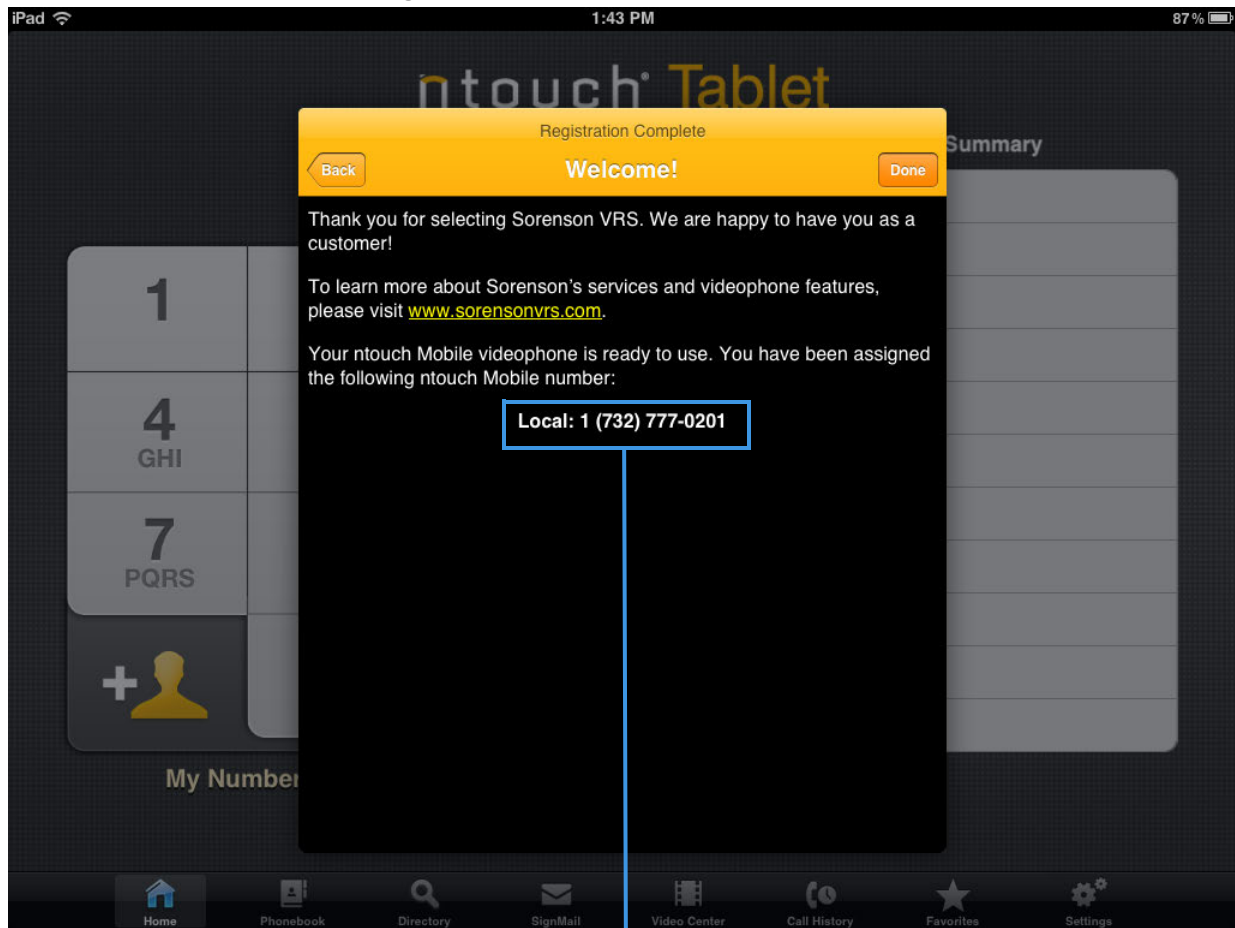 iPad 1:43 PM 87%
ntouch® Tablet
Registration Complete
Summary
Back Welcome! Done
Thank you for selecting Sorenson VRS. We are happy to have you as a
customer!
1
To learn more about Sorenson's services and videophone features,
please visit www.sorensonvrs.com.
Your ntouch Mobile videophone is ready to use. You have been assigned
the following ntouch Mobile number:
4
GHI
Local: 1 (732) 777-0201
7
PQRS
+
My Number
Home Phonebook Directory SignMail Video Center Call History Favorites Settings